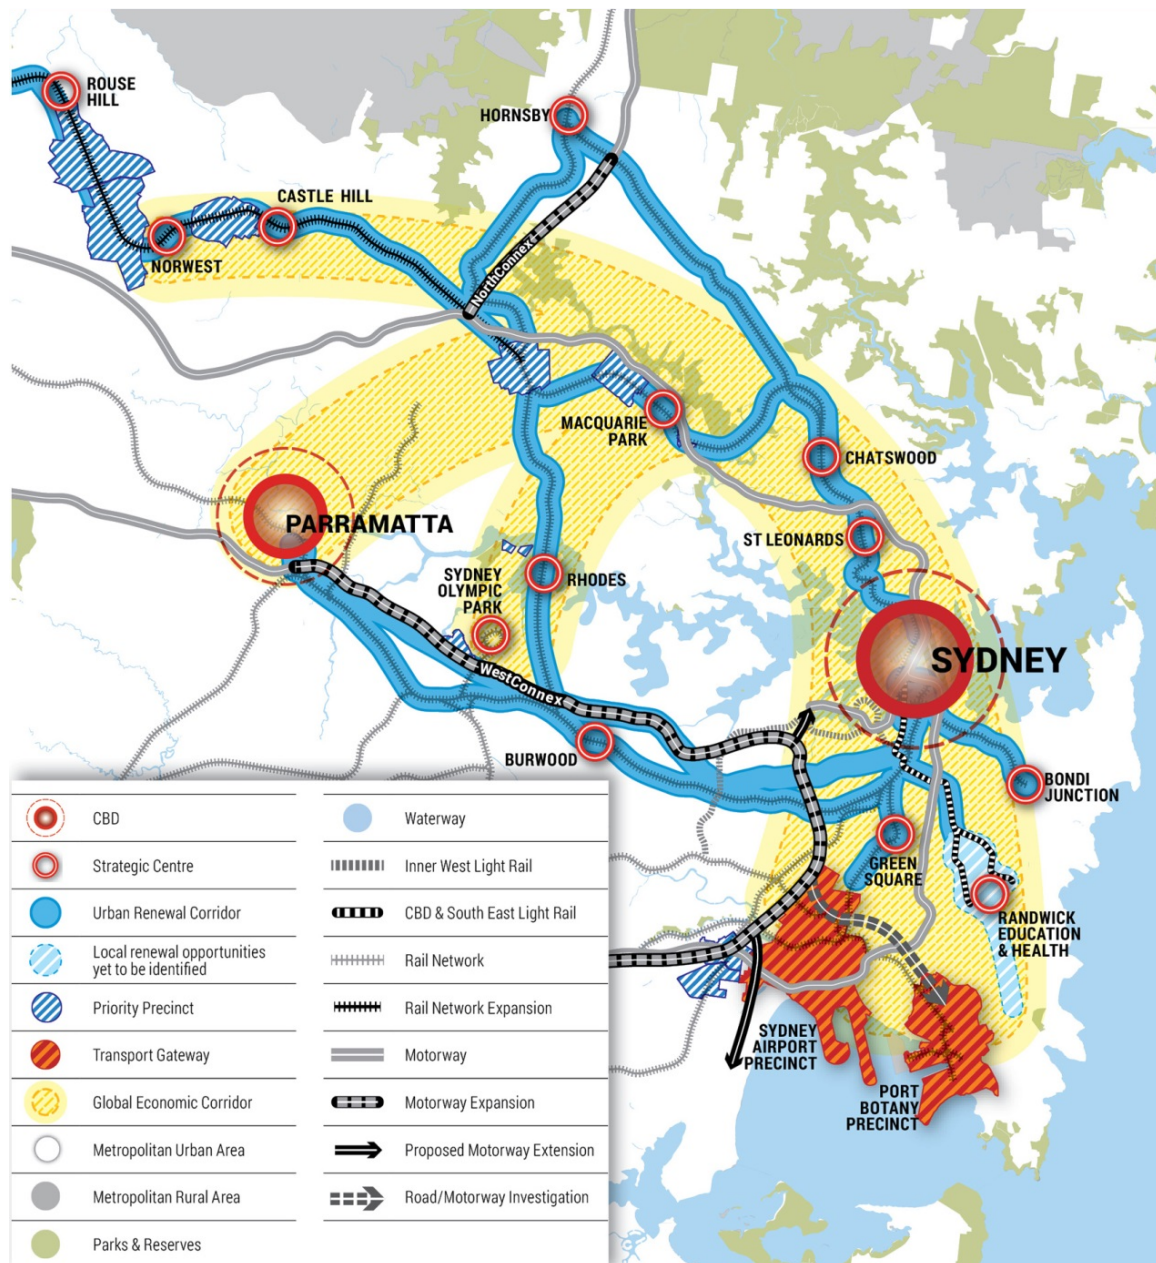 ROUSE
HILL
HORNSBY
CASTLE HILL
NORWEST
NorthConnex
MACQUARIE
PARK
CHATSWOOD
PARRAMATTA
ST LEONARDS
SYDNEY
OLYMPIC
PARK
RHODES
SYDNEY
WestConnex
BURWOOD
BONDI
JUNCTION
GREEN
SQUARE
RANDWICK
EDUCATION
& HEALTH
SYDNEY
AIRPORT
PRECINCT
PORT
BOTANY
PRECINCT
CBD
Strategic Centre
Urban Renewal Corridor
Local renewal opportunities
yet to be identified
Priority Precinct
Transport Gateway
Global Economic Corridor
Metropolitan Urban Area
Metropolitan Rural Area
Parks & Reserves
Waterway
Inner West Light Rail
CBD & South East Light Rail
Rail Network
Rail Network Expansion
Motorway
Motorway Expansion
Proposed Motorway Extension
Road/Motorway Investigation